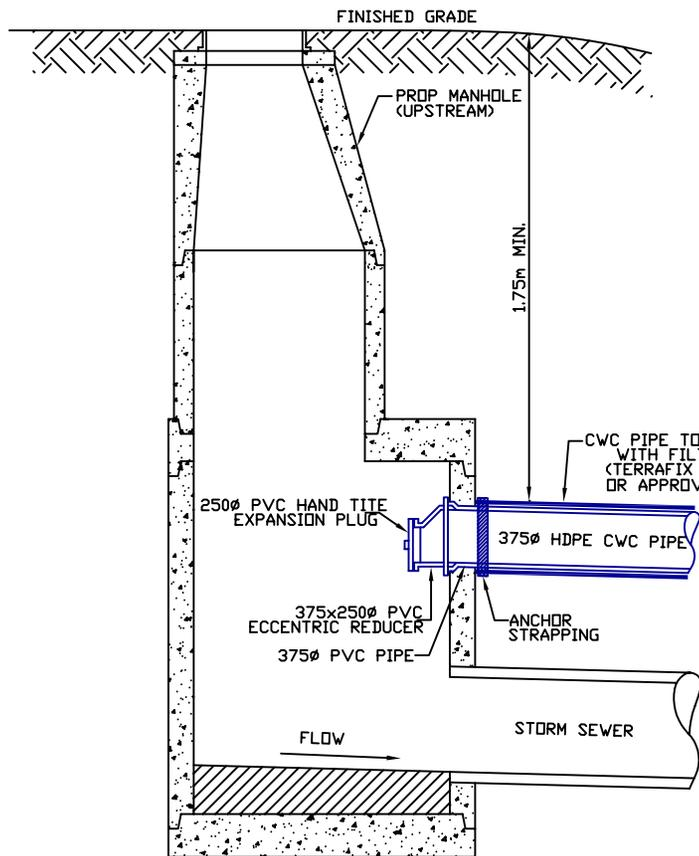 FINISHED GRADE
PROP MANHOLE
(UPSTREAM)
1.75m MIN.
CWC PIPE TO
WITH FILT
(TERRAFIX
OR APPROV
250ø PVC HAND TITE
EXPANSION PLUG
375ø HDPE CWC PIPE
375x250ø PVC
ECCENTRIC REDUCER
375ø PVC PIPE
ANCHOR
STRAPPING
STORM SEWER
FLOW